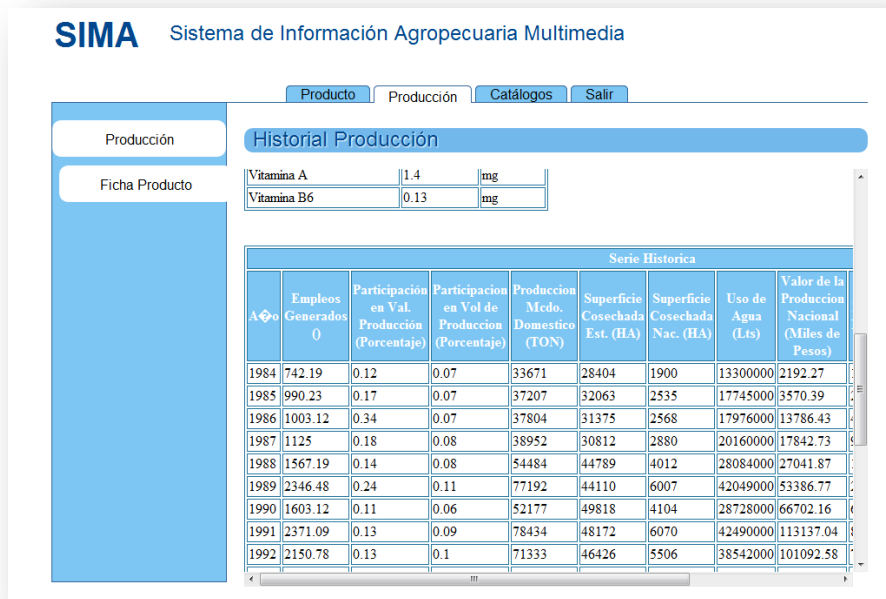 SIMA Sistema de Información Agropecuaria Multimedia
Producto Producción Catálogos Salir
Producción
Ficha Producto
Historial Producción
Vitamina A 1.4 mg
Vitamina B6 0.13 mg
Serie Historica
A�o Empleos Generados () Participación en Val. Producción (Porcentaje) Participacion en Vol de Produccion (Porcentaje) Produccion Mcdo. Domestico (TON) Superficie Cosechada Est. (HA) Superficie Cosechada Nac. (HA) Uso de Agua (Lts) Valor de la Produccion Nacional (Miles de Pesos)
1984 742.19 0.12 0.07 33671 28404 1900 13300000 2192.27
1985 990.23 0.17 0.07 37207 32063 2535 17745000 3570.39
1986 1003.12 0.34 0.07 37804 31375 2568 17976000 13786.43
1987 1125 0.18 0.08 38952 30812 2880 20160000 17842.73
1988 1567.19 0.14 0.08 54484 44789 4012 28084000 27041.87
1989 2346.48 0.24 0.11 77192 44110 6007 42049000 53386.77
1990 1603.12 0.11 0.06 52177 49818 4104 28728000 66702.16
1991 2371.09 0.13 0.09 78434 48172 6070 42490000 113137.04
1992 2150.78 0.13 0.1 71333 46426 5506 38542000 101092.58